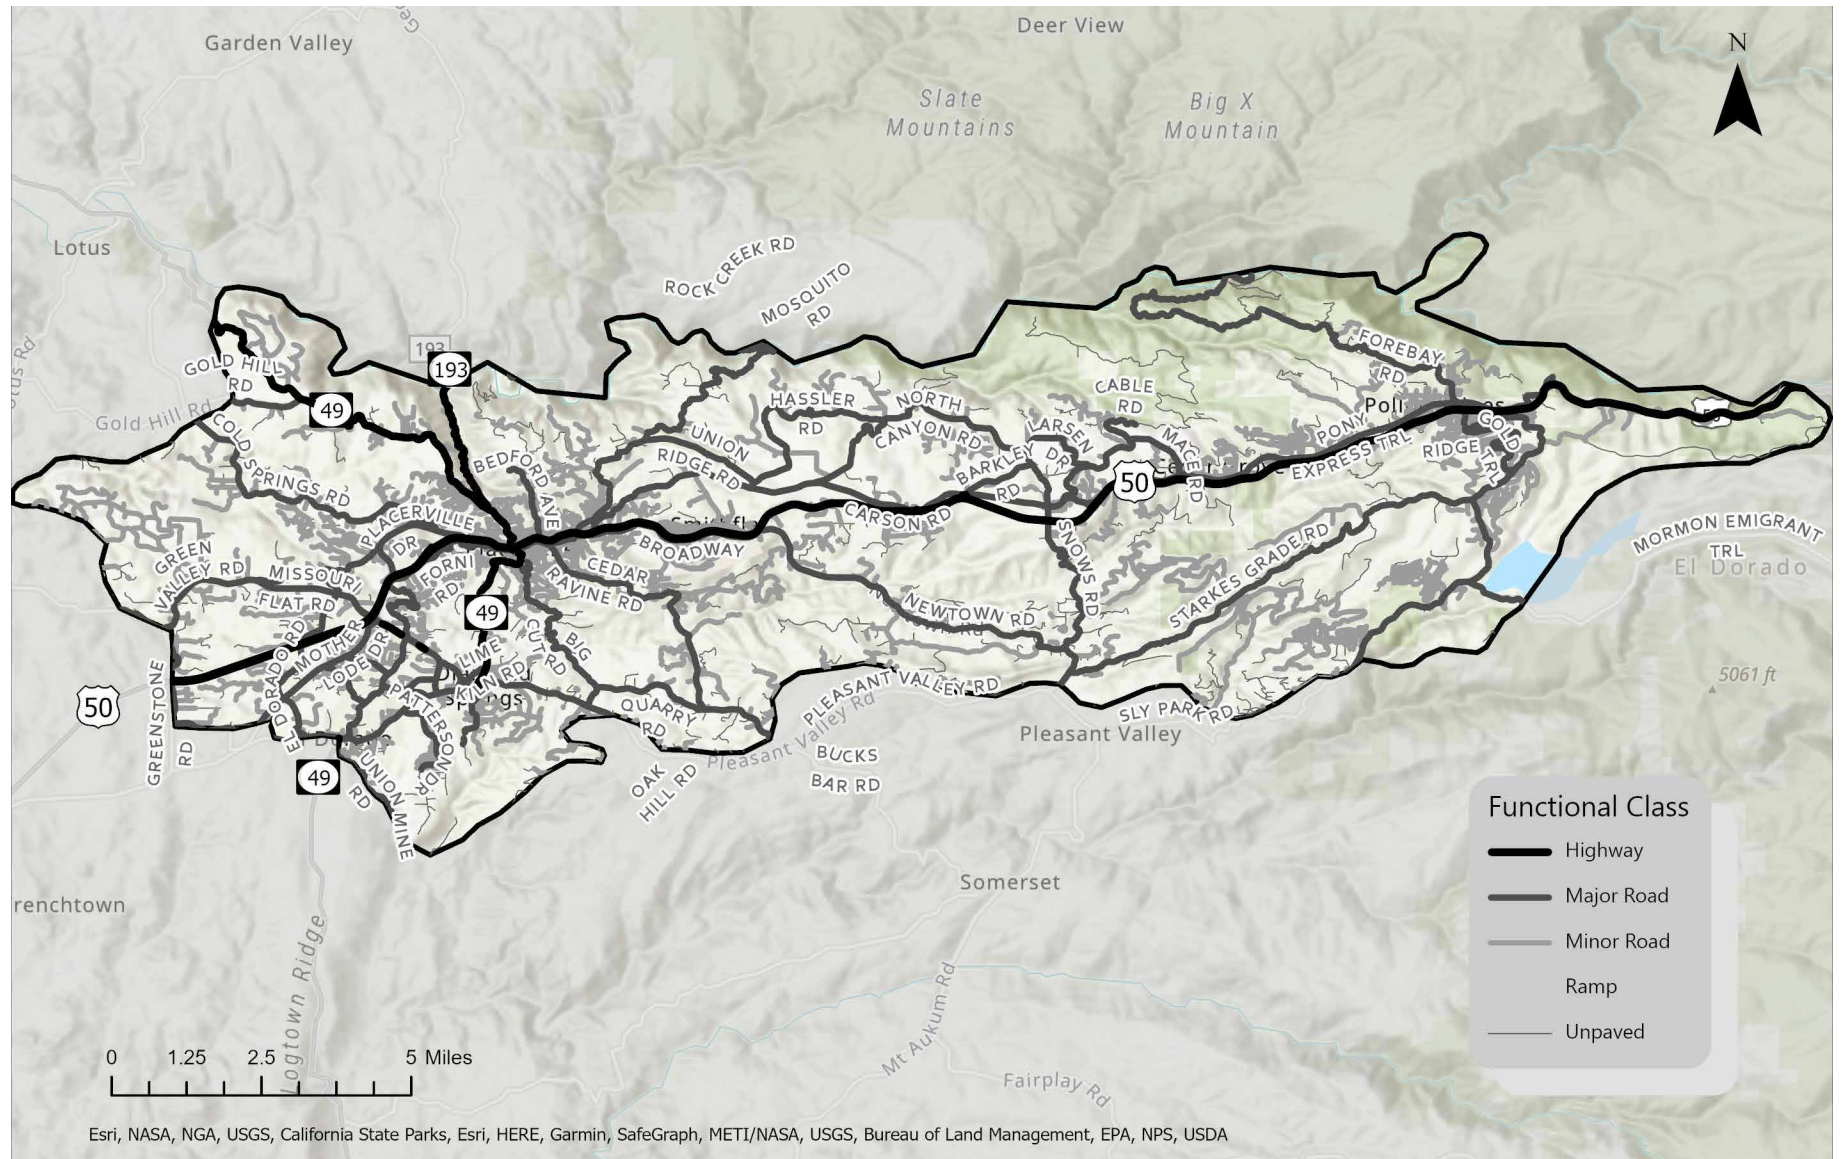 Deer View
Garden Valley
N
Slate
Mountains
Big X
Mountain
Lotus
ROCK CREEK RD
MOSQUITO
RD
193
193
GOLD HILL
RD
Gold Hill Rd
49
FOREBAY
RD
CABLE
RD
HASSLER
RD
NORTH
CANYON RD
UNION
RIDGE RD
LARSEN
DR
BARKLEY
RD
MACE RD
PONY
EXPRESS TRL
RIDGE
GOLD
TRL
50
COLD
SPRINGS RD
BEDFORD AVE
PLACERVILLE
DR
CARSON RD
BROADWAY
SNOWS RD
STARKES GRADE RD
MORMON EMIGRANT
TRL
El Dorado
GREEN
VALLEY RD
MISSOURI
FLAT RD
FORNI
RD
CEDAR
RAVINE RD
49
NEWTOWN RD
EL DORADO RD
MOTHER
LODE DR
LIME
KILN RD
BIG
CUT RD
PATTERSON DR
GREENSTONE
RD
50
QUARRY
RD
PLEASANT VALLEY RD
Pleasant Valley Rd
SLY PARK RD
5061 ft
Pleasant Valley
49
UNION MINE
RD
OAK
HILL RD
BUCKS
BAR RD
Somerset
renchtown
Logtown Ridge
Mt Aukum Rd
Fairplay Rd
Functional Class
Highway
Major Road
Minor Road
Ramp
Unpaved
0 1.25 2.5 5 Miles
Esri, NASA, NGA, USGS, California State Parks, Esri, HERE, Garmin, SafeGraph, METI/NASA, USGS, Bureau of Land Management, EPA, NPS, USDA